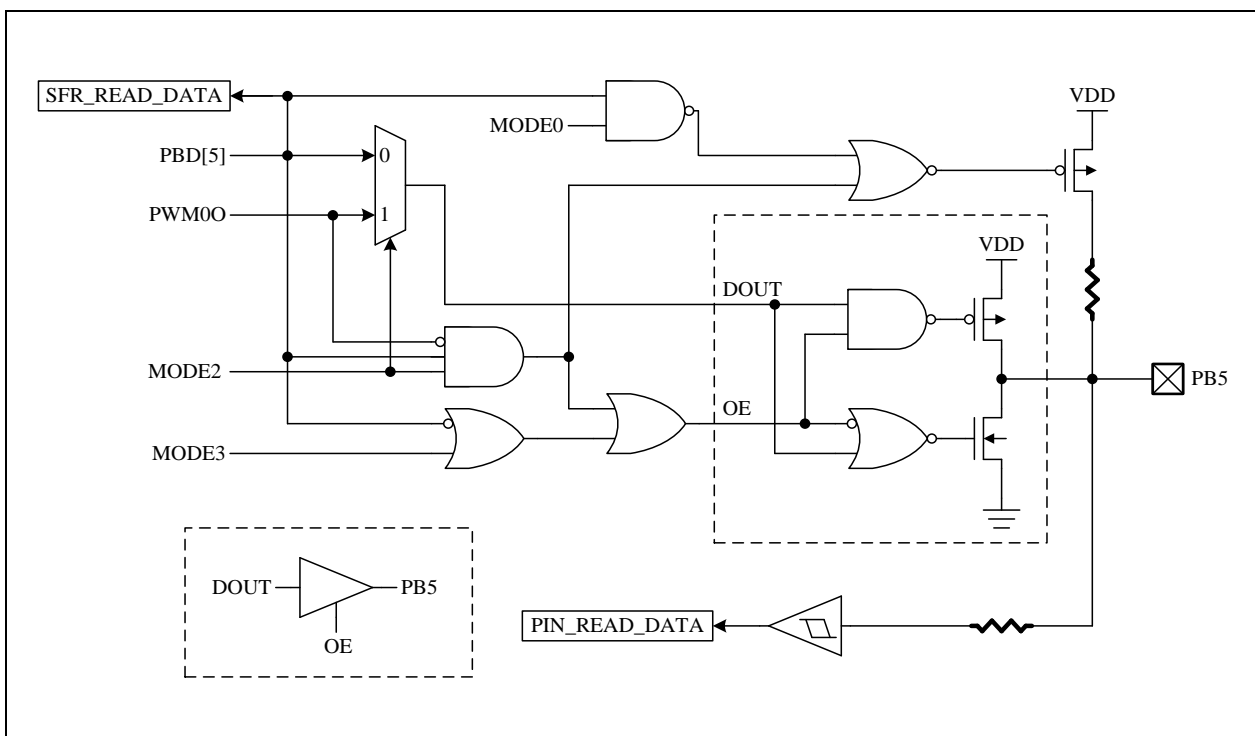 SFR_READ_DATA
VDD
MODE0
PBD[5]
0
PWM0O
1
VDD
DOUT
MODE2
PB5
OE
MODE3
DOUT
PB5
OE
PIN_READ_DATA